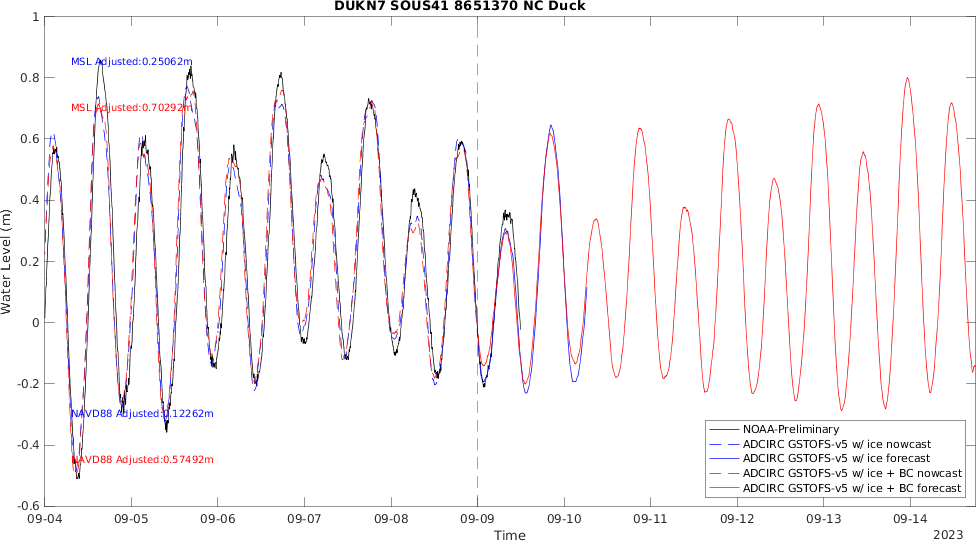 DUKN7 SOUS41 8651370 NC Duck
1
0.8
0.6
0.4
0.2
0
-0.2
-0.4
-0.6
Water Level (m)
MSL Adjusted:0.25062m
MSL Adjusted:0.70292m
NAVD88 Adjusted:0.12262m
NAVD88 Adjusted:0.57492m
NOAA-Preliminary
ADCIRC GSTOFS-v5 w/ ice nowcast
ADCIRC GSTOFS-v5 w/ ice forecast
ADCIRC GSTOFS-v5 w/ ice + BC nowcast
ADCIRC GSTOFS-v5 w/ ice + BC forecast
09-04 09-05 09-06 09-07 09-08 09-09 09-10 09-11 09-12 09-13 09-14
Time
2023